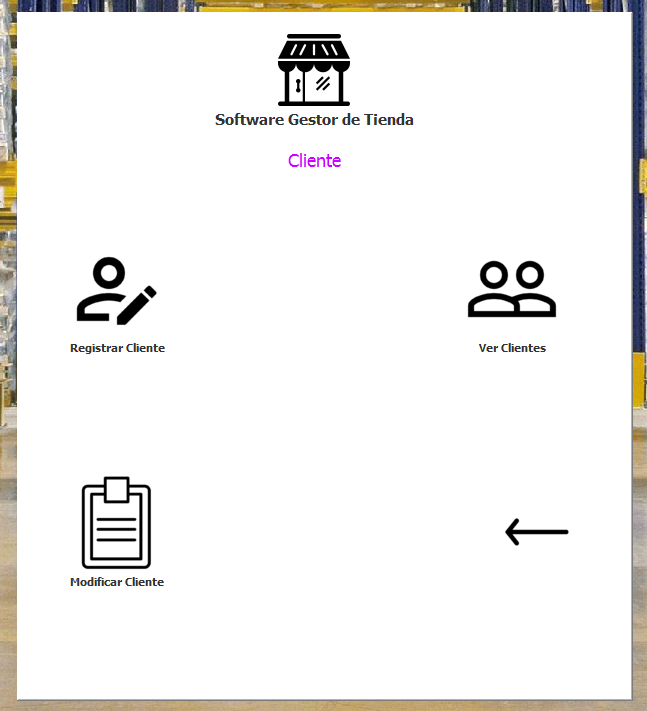 Software Gestor de Tienda
Cliente
Registrar Cliente
Ver Clientes
Modificar Cliente